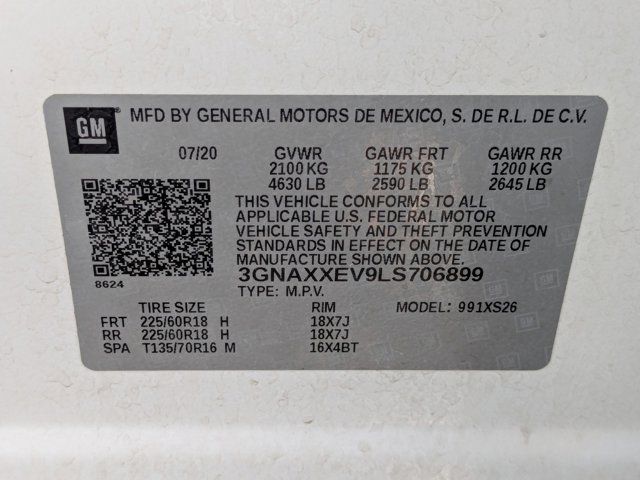 GM
MFD BY GENERAL MOTORS DE MEXICO, S. DE R.L. DE C.V.
07/20 GVWR GAWR FRT GAWR RR
2100 KG 1175 KG 1200 KG
4630 LB 2590 LB 2645 LB
THIS VEHICLE CONFORMS TO ALL
APPLICABLE U.S. FEDERAL MOTOR
VEHICLE SAFETY AND THEFT PREVENTION
STANDARDS IN EFFECT ON THE DATE OF
MANUFACTURE SHOWN ABOVE.
3GNAXXEV9LS706899
8624
TYPE: M.P.V.
TIRE SIZE RIM MODEL: 991XS26
FRT 225/60R18 H 18X7J
RR 225/60R18 H 18X7J
SPA T135/70R16 M 16X4BT